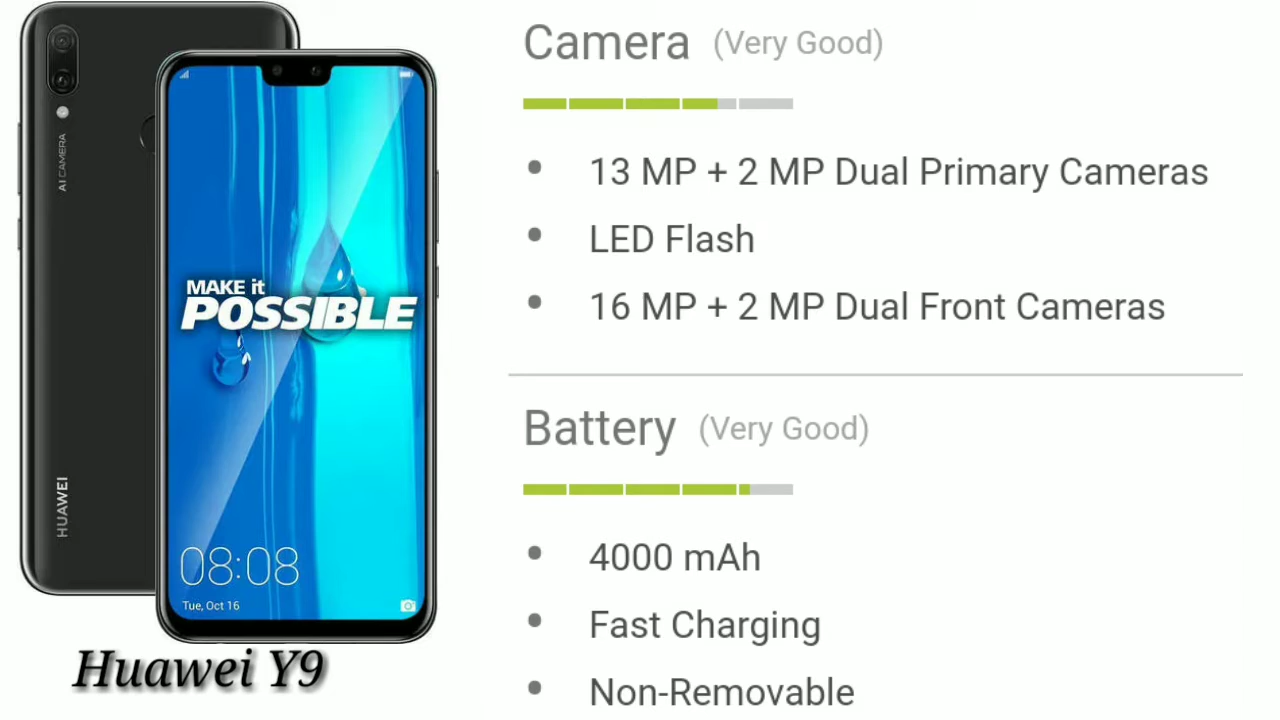 Camera (Very Good)
• 13 MP + 2 MP Dual Primary Cameras
• LED Flash
• 16 MP + 2 MP Dual Front Cameras
Battery (Very Good)
• 4000 mAh
• Fast Charging
• Non-Removable
AI CAMERA
HUAWEI
MAKE it
POSSIBLE
08:08
Tue, Oct 16
Huawei Y9